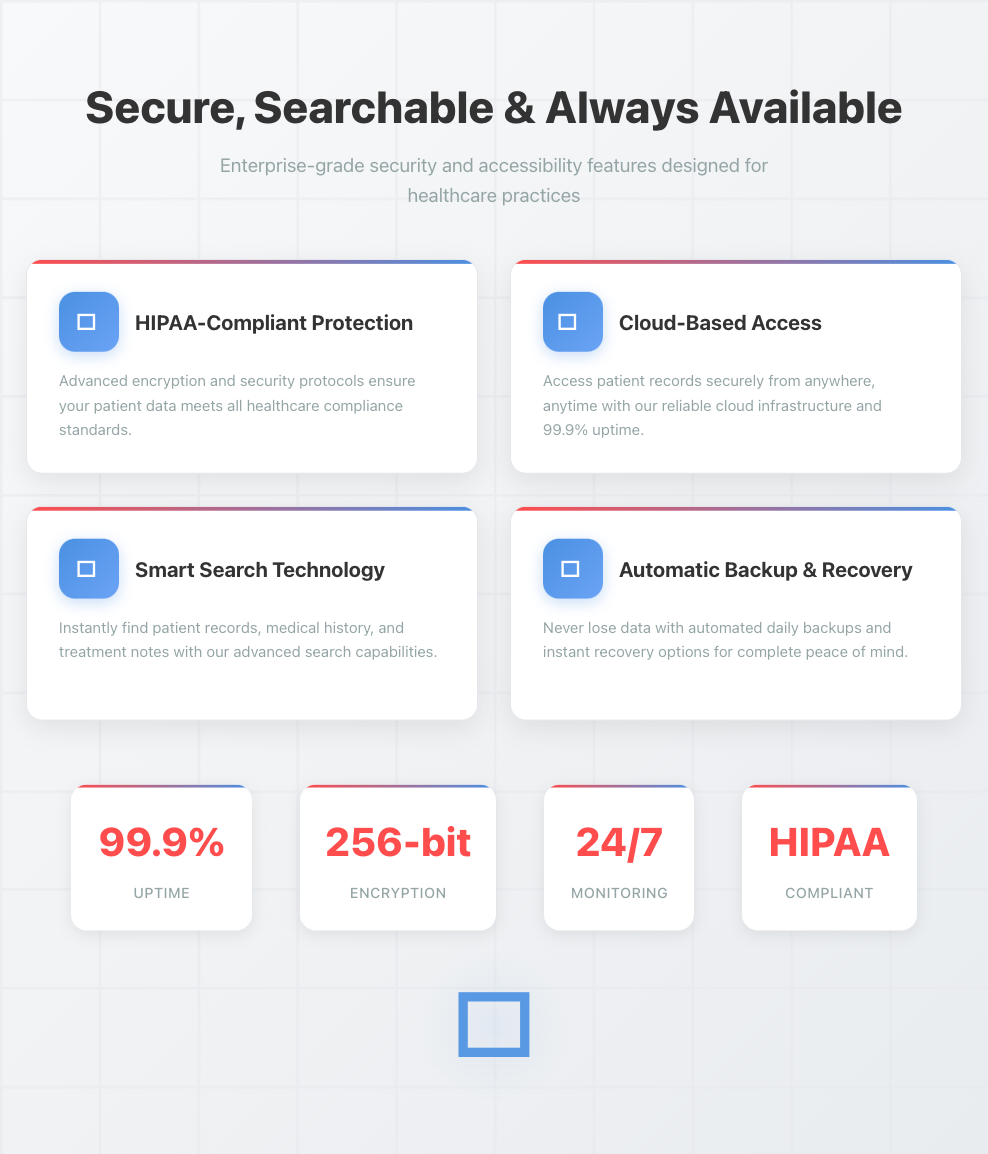 Secure, Searchable & Always Available
Enterprise-grade security and accessibility features designed for
healthcare practices
HIPAA-Compliant Protection
Advanced encryption and security protocols ensure
your patient data meets all healthcare compliance
standards.
Cloud-Based Access
Access patient records securely from anywhere,
anytime with our reliable cloud infrastructure and
99.9% uptime.
Smart Search Technology
Instantly find patient records, medical history, and
treatment notes with our advanced search capabilities.
Automatic Backup & Recovery
Never lose data with automated daily backups and
instant recovery options for complete peace of mind.
99.9%
UPTIME
256-bit
ENCRYPTION
24/7
MONITORING
HIPAA
COMPLIANT